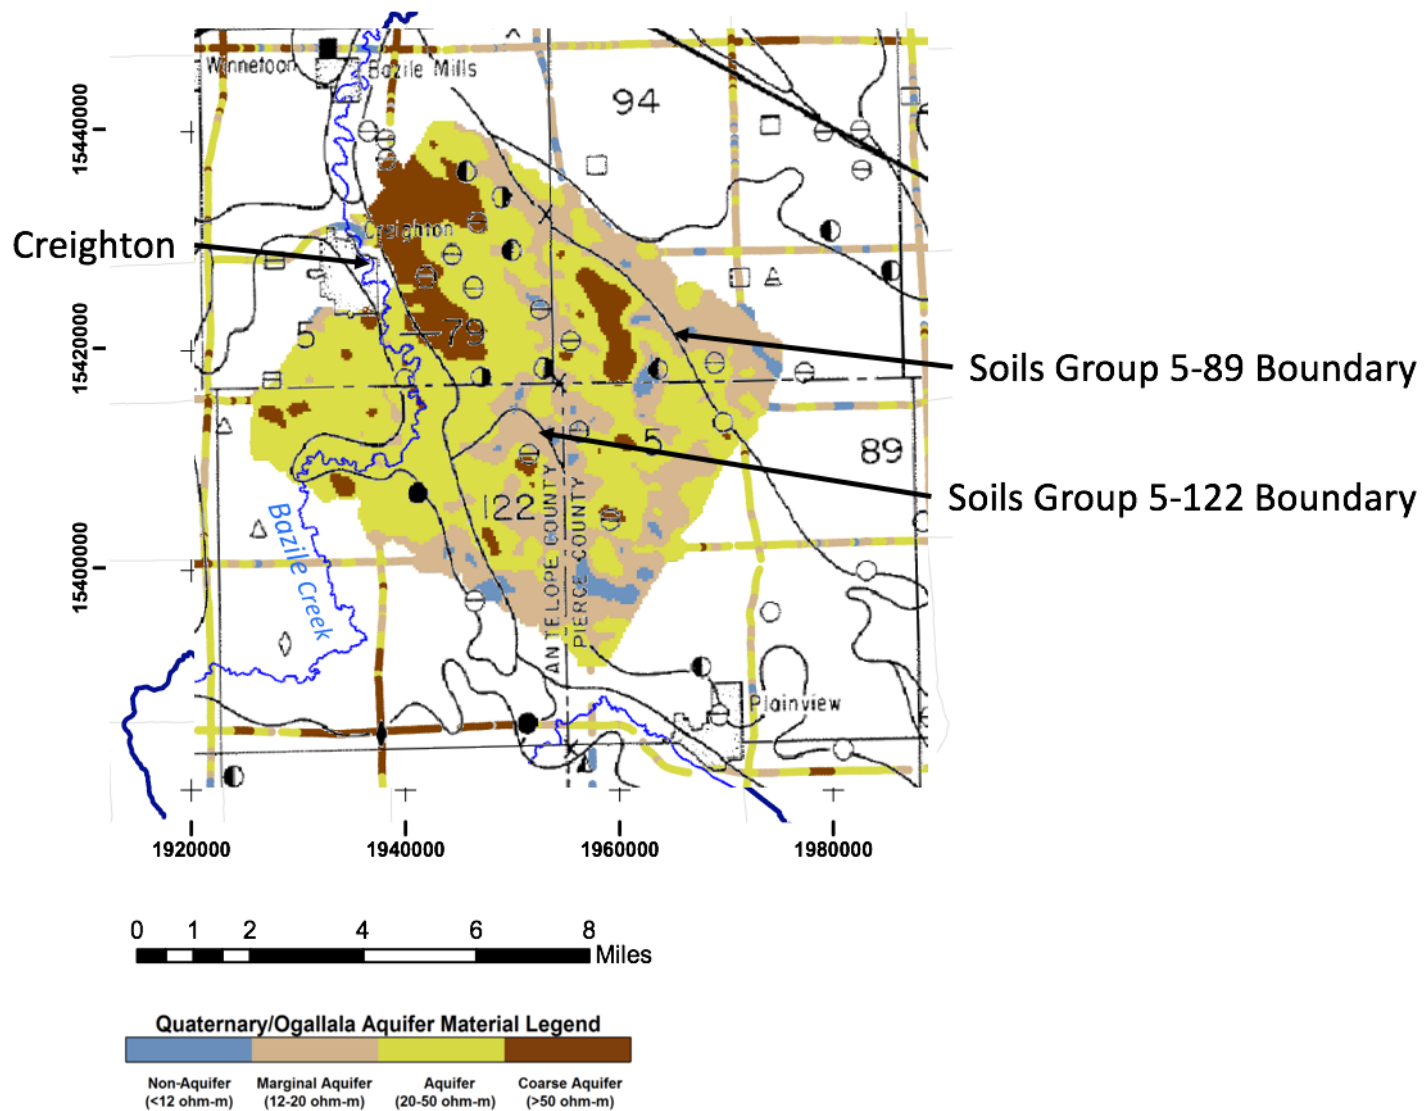 Winnetoon
Bazile Mills
94
15440000
Creighton
Creighton
79
5
15420000
Soils Group 5-89 Boundary
5
89
122
Soils Group 5-122 Boundary
ANTELOPE COUNTY
PIERCE COUNTY
Bazile Creek
15400000
Plainview
1920000 1940000 1960000 1980000
0 1 2 4 6 8
Miles
Quaternary/Ogallala Aquifer Material Legend
Non-Aquifer Marginal Aquifer Aquifer Coarse Aquifer
(<12 ohm-m) (12-20 ohm-m) (20-50 ohm-m) (>50 ohm-m)